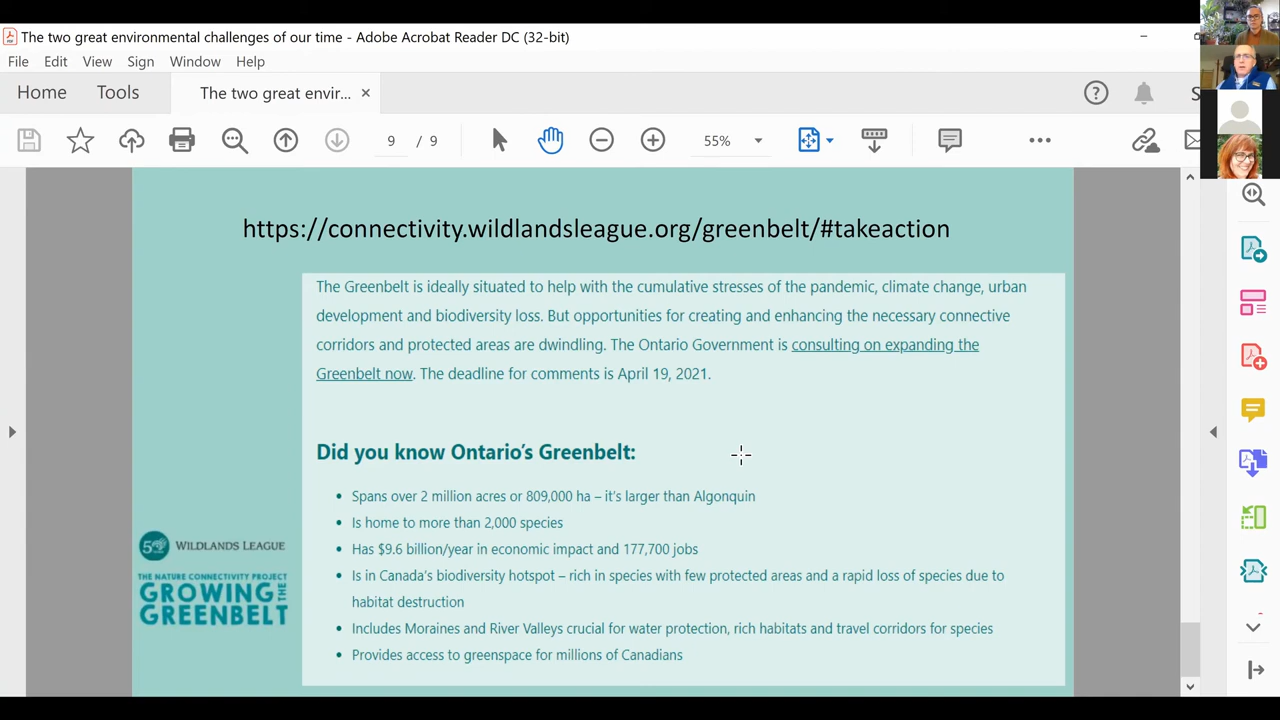 The two great environmental challenges of our time - Adobe Acrobat Reader DC (32-bit)
File Edit View Sign Window Help
Home Tools The two great envir... ×
9 / 9 55%
https://connectivity.wildlandsleague.org/greenbelt/#takeaction
The Greenbelt is ideally situated to help with the cumulative stresses of the pandemic, climate change, urban
development and biodiversity loss. But opportunities for creating and enhancing the necessary connective
corridors and protected areas are dwindling. The Ontario Government is consulting on expanding the
Greenbelt now. The deadline for comments is April 19, 2021.
Did you know Ontario's Greenbelt:
• Spans over 2 million acres or 809,000 ha – it's larger than Algonquin
• Is home to more than 2,000 species
• Has $9.6 billion/year in economic impact and 177,700 jobs
• Is in Canada's biodiversity hotspot – rich in species with few protected areas and a rapid loss of species due to
habitat destruction
• Includes Moraines and River Valleys crucial for water protection, rich habitats and travel corridors for species
• Provides access to greenspace for millions of Canadians
50 WILDLANDS LEAGUE
THE NATURE CONNECTIVITY PROJECT
GROWING THE
GREENBELT